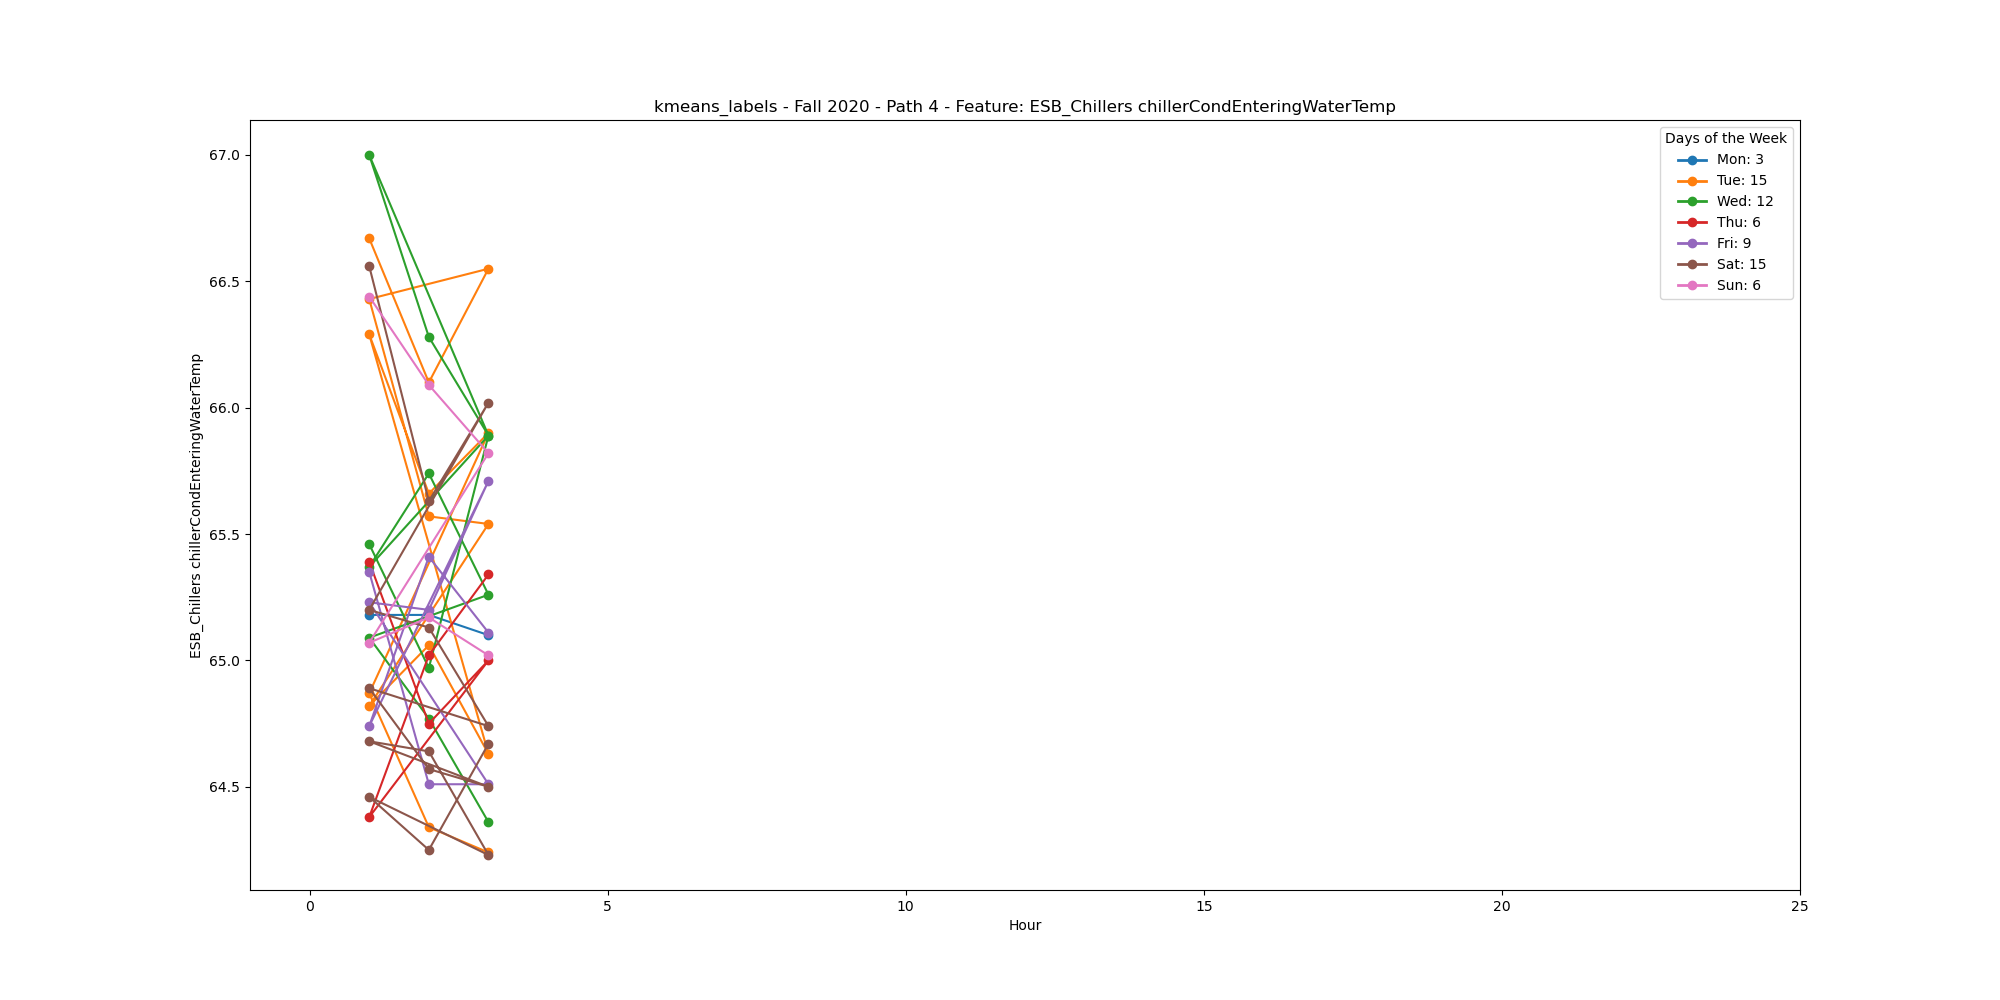 kmeans_labels - Fall 2020 - Path 4 - Feature: ESB_Chillers chillerCondEnteringWaterTemp
Days of the Week
Mon: 3
Tue: 15
Wed: 12
Thu: 6
Fri: 9
Sat: 15
Sun: 6
ESB_Chillers chillerCondEnteringWaterTemp
67.0
66.5
66.0
65.5
65.0
64.5
0 5 10 15 20 25
Hour